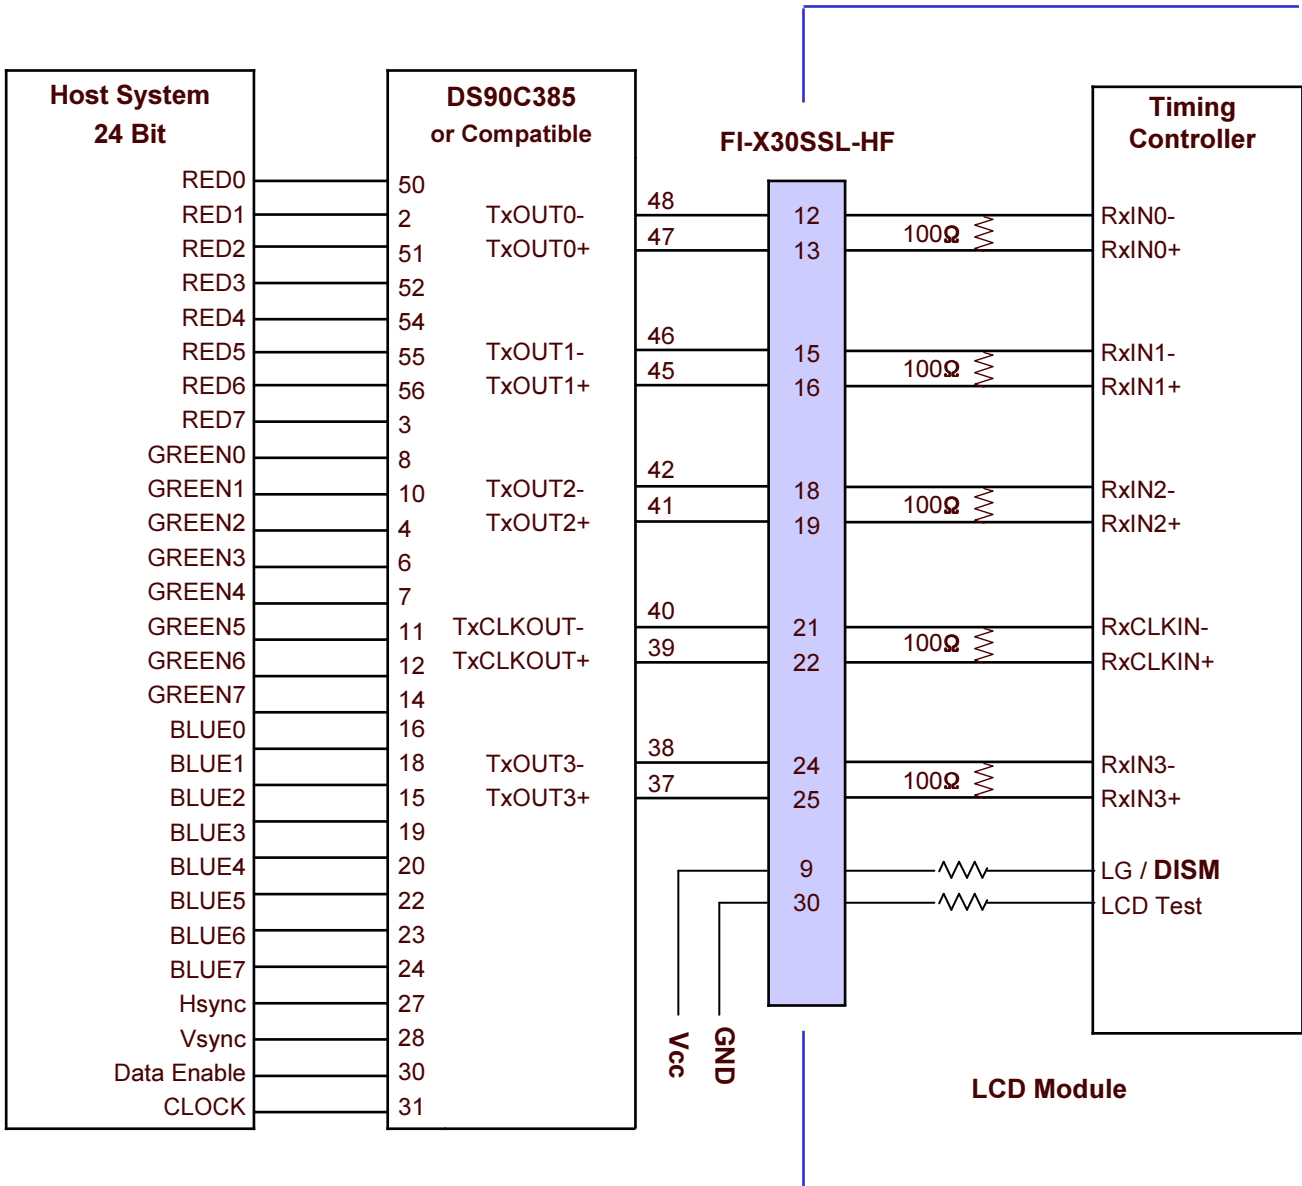 Host System
24 Bit
RED0
RED1
RED2
RED3
RED4
RED5
RED6
RED7
GREEN0
GREEN1
GREEN2
GREEN3
GREEN4
GREEN5
GREEN6
GREEN7
BLUE0
BLUE1
BLUE2
BLUE3
BLUE4
BLUE5
BLUE6
BLUE7
Hsync
Vsync
Data Enable
CLOCK
DS90C385
or Compatible
50
2
51
52
54
55
56
3
8
10
4
6
7
11
12
14
16
18
15
19
20
22
23
24
27
28
30
31
TxOUT0-
TxOUT0+
TxOUT1-
TxOUT1+
TxOUT2-
TxOUT2+
TxCLKOUT-
TxCLKOUT+
TxOUT3-
TxOUT3+
48
47
46
45
42
41
40
39
38
37
Vcc
GND
FI-X30SSL-HF
12
13
15
16
18
19
21
22
24
25
9
30
100Ω
100Ω
100Ω
100Ω
100Ω
Timing
Controller
RxIN0-
RxIN0+
RxIN1-
RxIN1+
RxIN2-
RxIN2+
RxCLKIN-
RxCLKIN+
RxIN3-
RxIN3+
LG / DISM
LCD Test
LCD Module